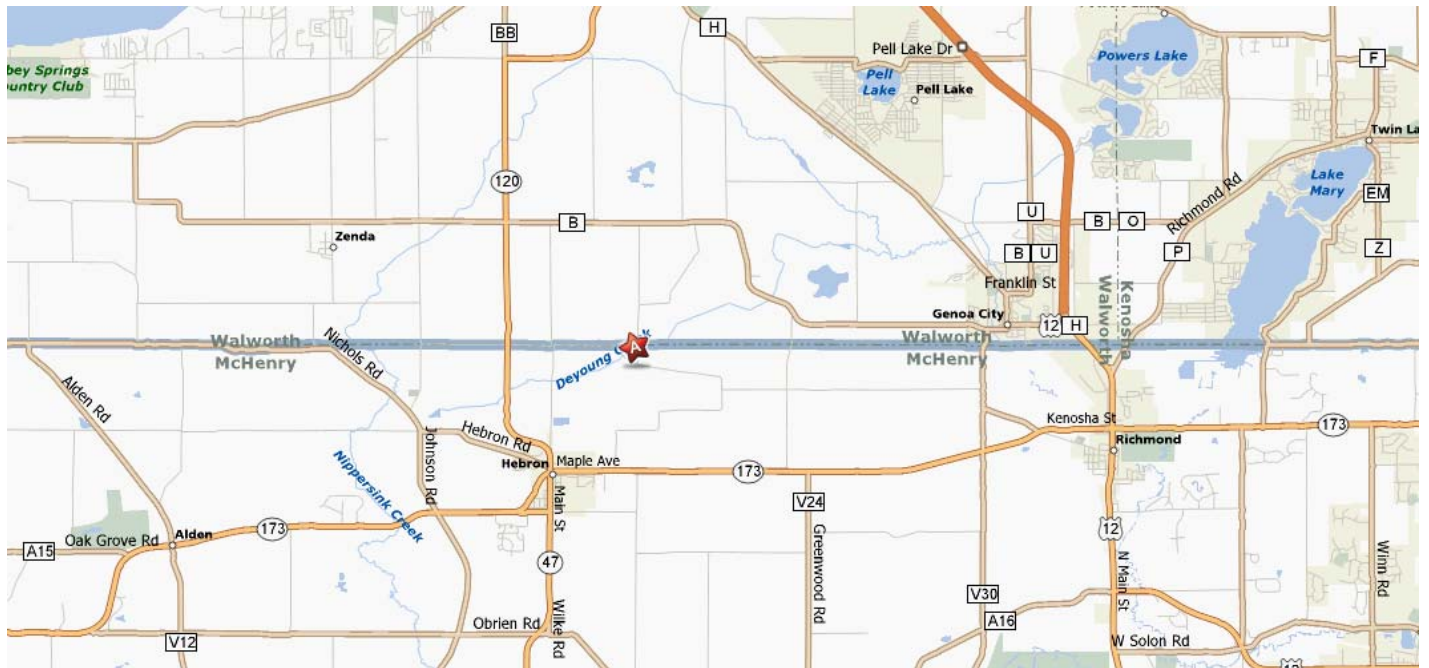 BB
H
Pell Lake Dr
Powers Lake
F
bey Springs
ountry Club
Pell
Lake
Pell Lake
Twin La
120
Richmond Rd
Lake
Mary
EM
B
U
B
O
Zenda
B
U
P
Z
Franklin St
Kenosha
Walworth
Genoa City
12
H
Walworth
McHenry
Nichols Rd
A
Deyoung
Walworth
McHenry
Alden Rd
Kenosha St
173
Richmond
Johnson Rd
Hebron Rd
Hebron
Maple Ave
173
Nippersink Creek
Main St
V24
Greenwood Rd
173
Alden
Oak Grove Rd
A15
12
N Main St
Winn Rd
47
Wilke Rd
V30
A16
Obrien Rd
V12
W Solon Rd